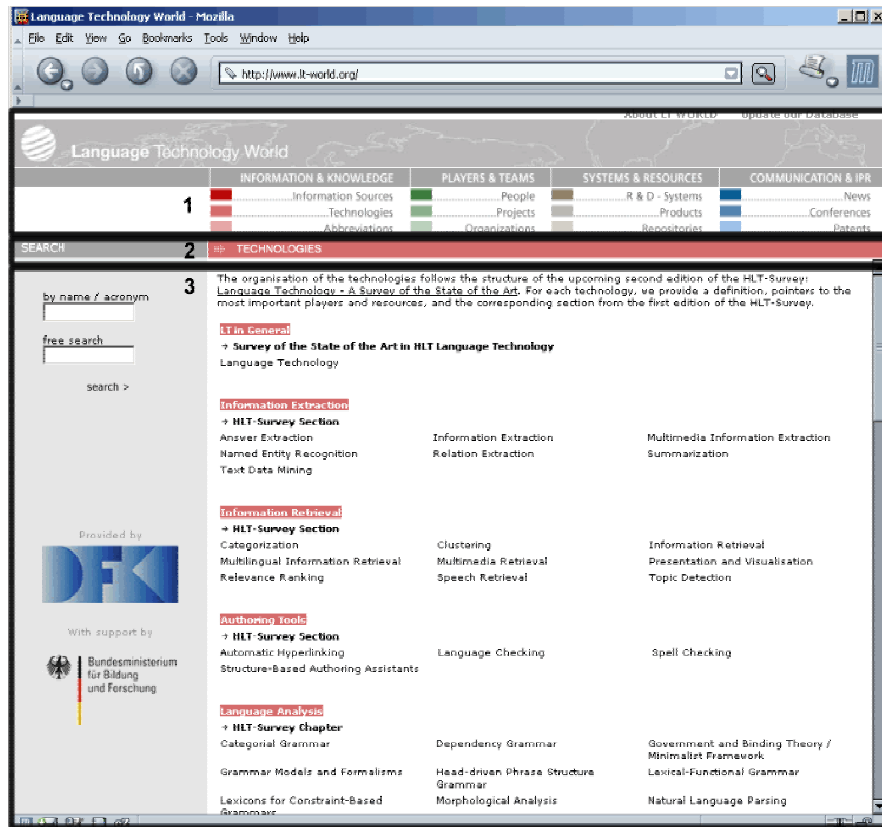 Language Technology World - Mozilla
File Edit View Go Bookmarks Tools Window Help
http://www.lt-world.org/
About LT WORLD Update our Database
Language Technology World
INFORMATION & KNOWLEDGE PLAYERS & TEAMS SYSTEMS & RESOURCES COMMUNICATION & IPR
1 Information Sources People R & D - Systems News
Technologies Projects Products Conferences
Abbreviations Organizations Repositories Patents
SEARCH 2 TECHNOLOGIES
3
by name / acronym
free search
search >
Provided by
DFKI
With support by
Bundesministerium
für Bildung
und Forschung
The organisation of the technologies follows the structure of the upcoming second edition of the HLT-Survey:
Language Technology - A Survey of the State of the Art. For each technology, we provide a definition, pointers to the
most important players and resources, and the corresponding section from the first edition of the HLT-Survey.
LT in General
→ Survey of the State of the Art in HLT Language Technology
Language Technology
Information Extraction
→ HLT-Survey Section
Answer Extraction Information Extraction Multimedia Information Extraction
Named Entity Recognition Relation Extraction Summarization
Text Data Mining
Information Retrieval
→ HLT-Survey Section
Categorization Clustering Information Retrieval
Multilingual Information Retrieval Multimedia Retrieval Presentation and Visualisation
Relevance Ranking Speech Retrieval Topic Detection
Authoring Tools
→ HLT-Survey Section
Automatic Hyperlinking Language Checking Spell Checking
Structure-Based Authoring Assistants
Language Analysis
→ HLT-Survey Chapter
Categorial Grammar Dependency Grammar Government and Binding Theory /
Minimalist Framework
Grammar Models and Formalisms Head-driven Phrase Structure Lexical-Functional Grammar
Grammar
Lexicons for Constraint-Based Morphological Analysis Natural Language Parsing
Grammars